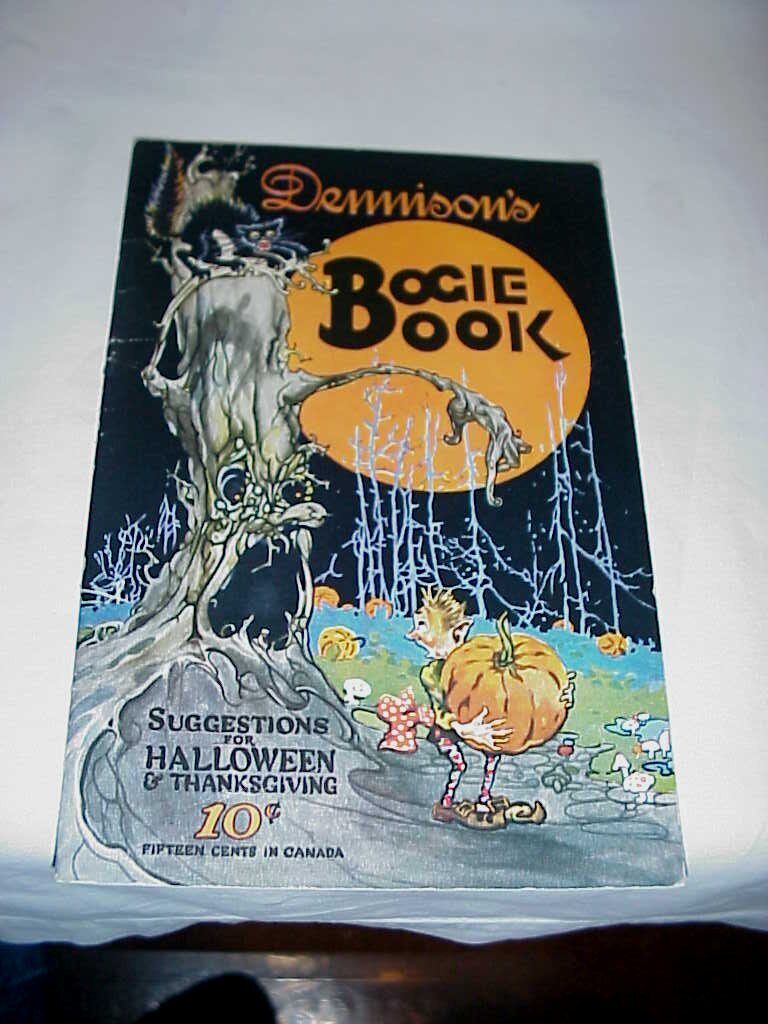 Dennison's
BOGIE
BOOK
SUGGESTIONS
FOR
HALLOWEEN
& THANKSGIVING
10¢
FIFTEEN CENTS IN CANADA